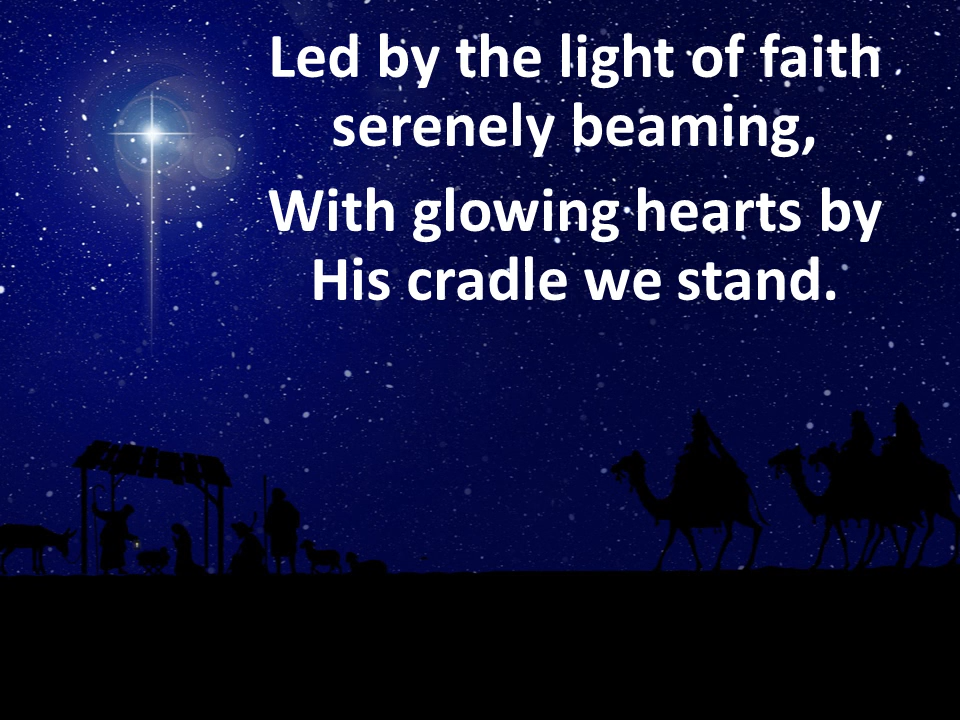 Led by the light of faith
serenely beaming,
With glowing hearts by
His cradle we stand.